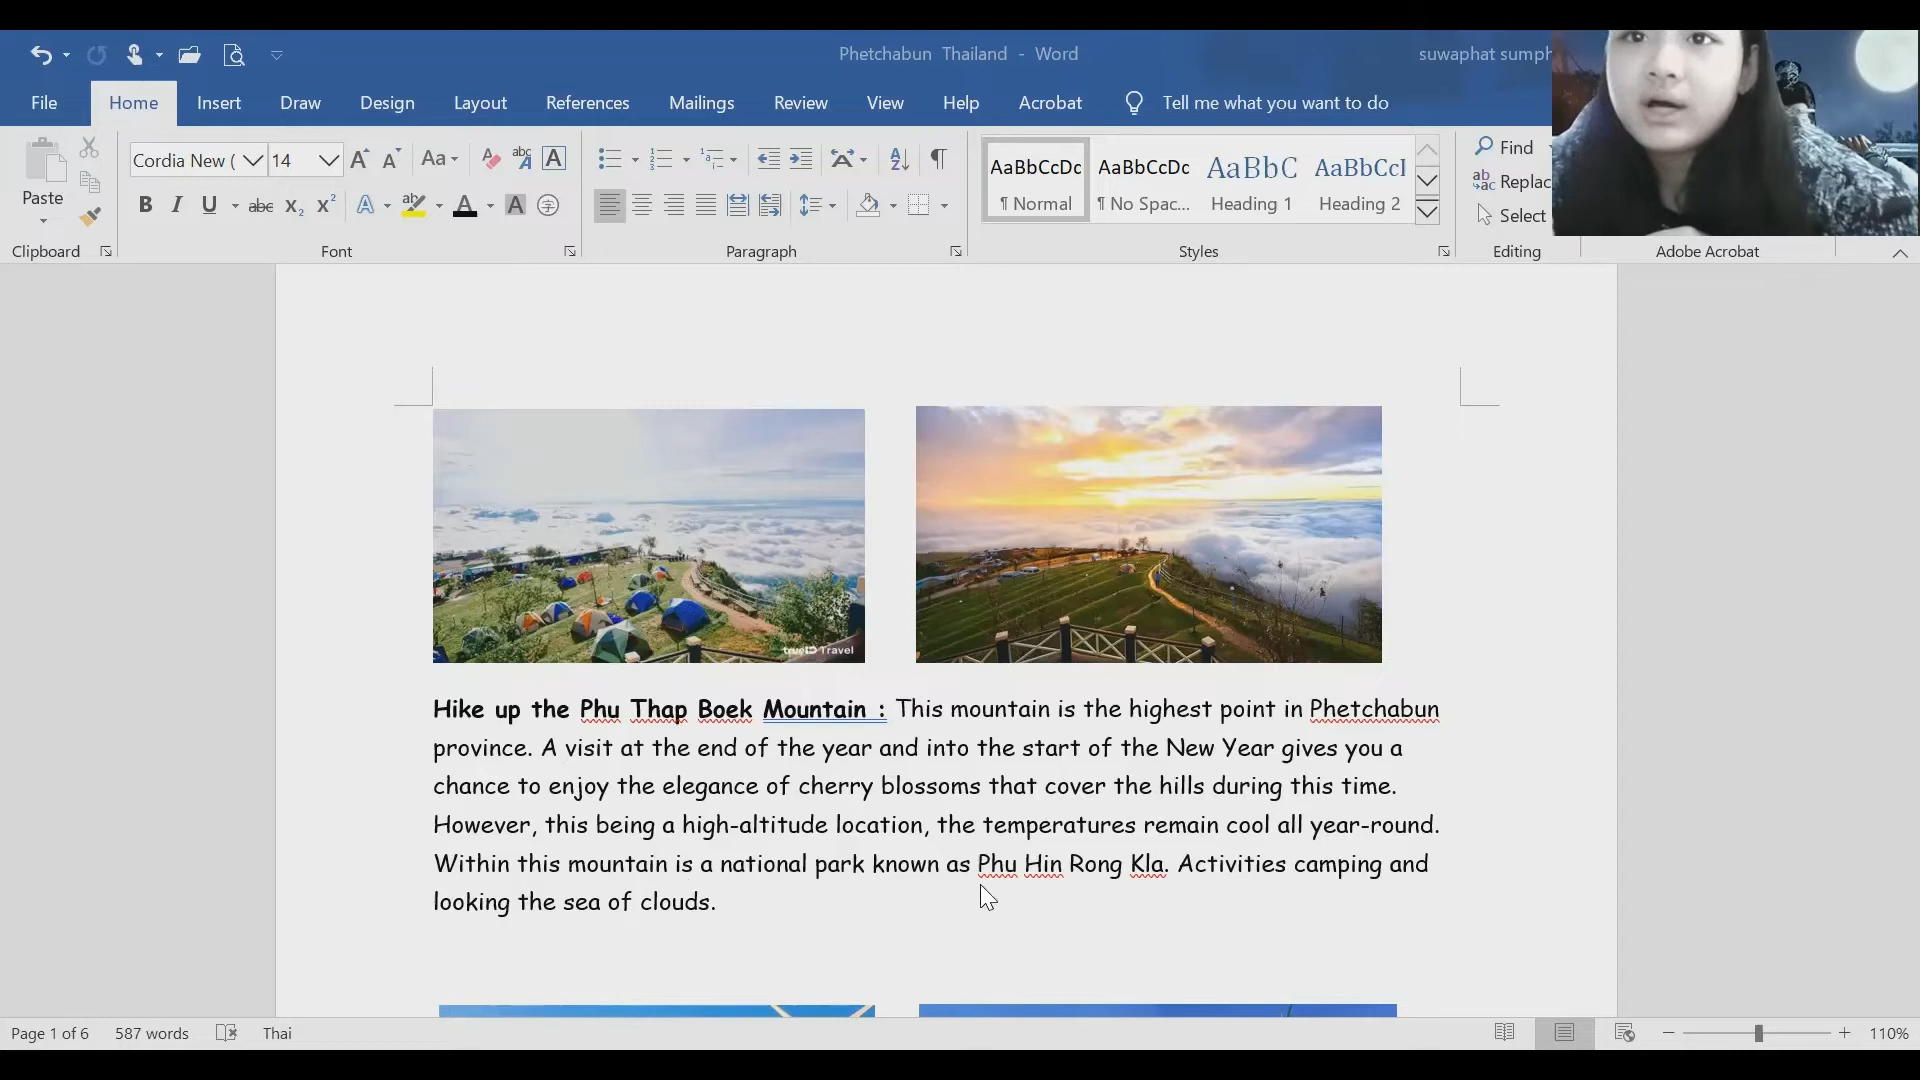 Phetchabun Thailand - Word
suwaphat
File Home Insert Draw Design Layout References Mailings Review View Help Acrobat Tell me what you want to do
Paste
Cordia New ( 14 Aa
AaBbCcDc AaBbCcDc AaBbC AaBbCcI
¶ Normal ¶ No Spac... Heading 1 Heading 2
Find
Replac
Select
Clipboard Font Paragraph Styles Editing Adobe Acrobat
trueID Travel
Hike up the Phu Thap Boek Mountain : This mountain is the highest point in Phetchabun
province. A visit at the end of the year and into the start of the New Year gives you a
chance to enjoy the elegance of cherry blossoms that cover the hills during this time.
However, this being a high-altitude location, the temperatures remain cool all year-round.
Within this mountain is a national park known as Phu Hin Rong Kla. Activities camping and
looking the sea of clouds.
Page 1 of 6 587 words Thai 110%